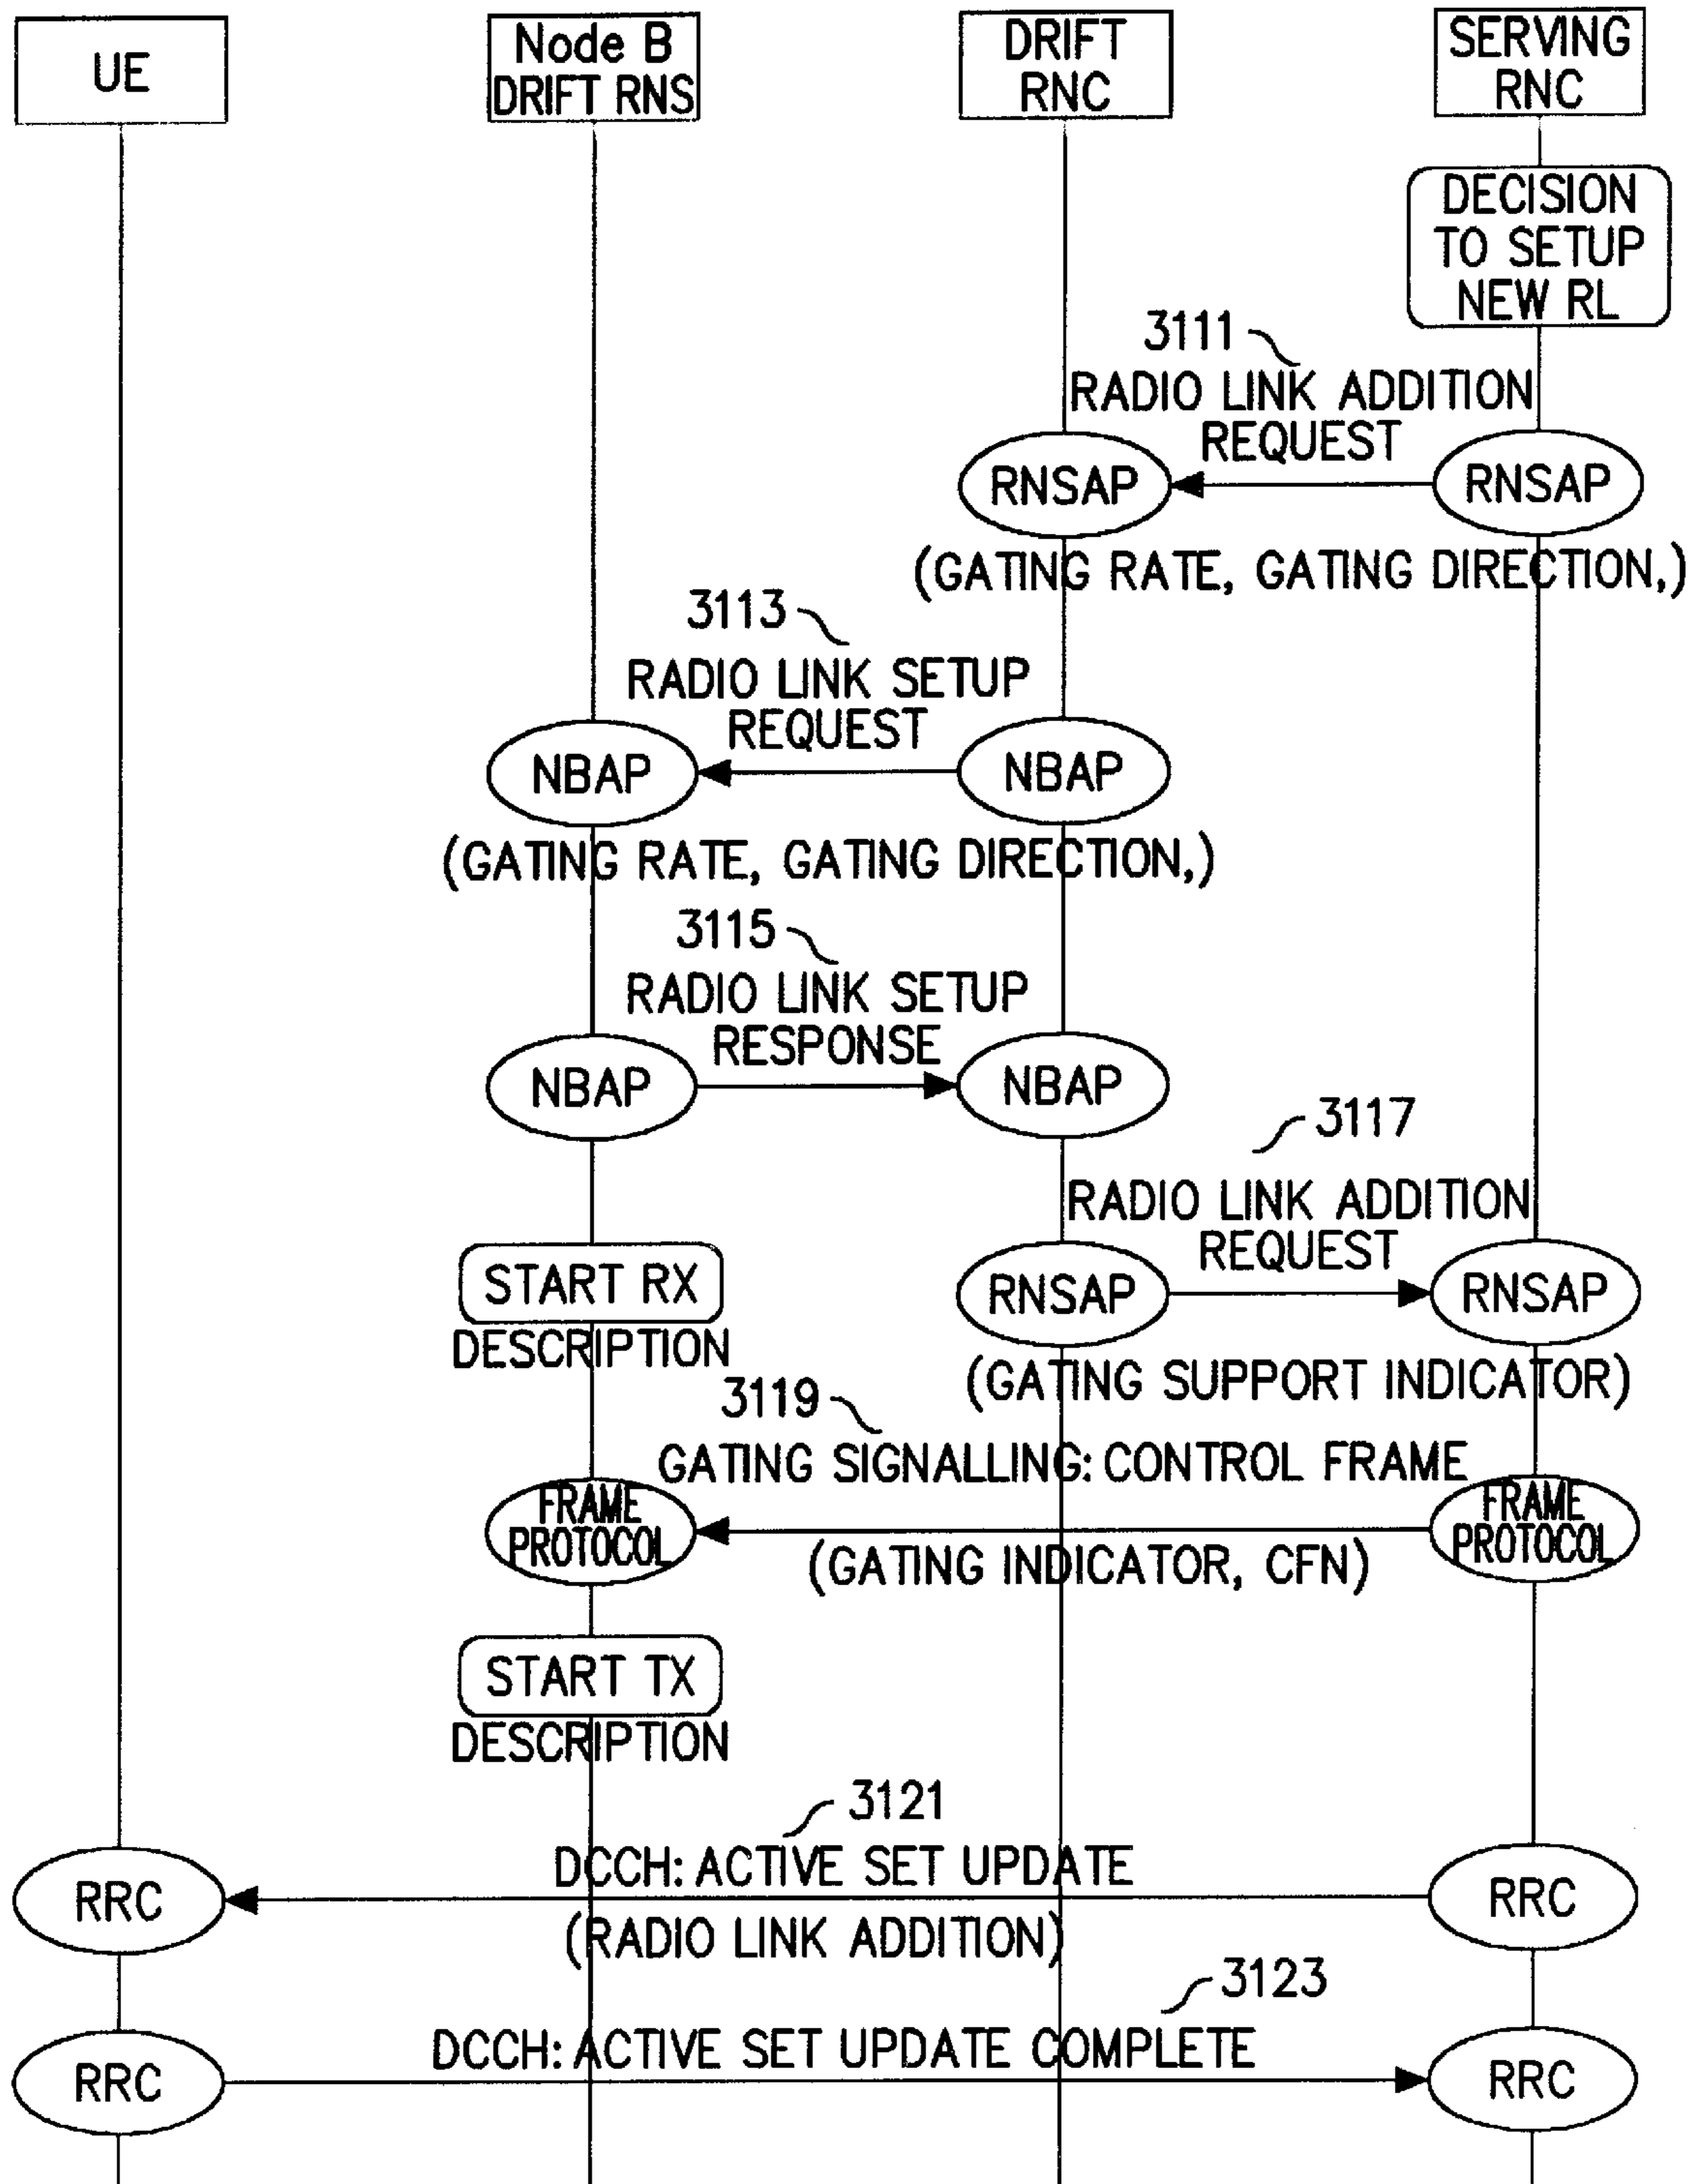 UE
Node B
DRIFT RNS
DRIFT
RNC
SERVING
RNC
DECISION
TO SETUP
NEW RL
3111
RADIO LINK ADDITION
REQUEST
RNSAP
RNSAP
(GATING RATE, GATING DIRECTION,)
3113
RADIO LINK SETUP
REQUEST
NBAP
NBAP
(GATING RATE, GATING DIRECTION,)
3115
RADIO LINK SETUP
RESPONSE
NBAP
NBAP
3117
RADIO LINK ADDITION
REQUEST
START RX
DESCRIPTION
RNSAP
RNSAP
(GATING SUPPORT INDICATOR)
3119
GATING SIGNALLING: CONTROL FRAME
FRAME
PROTOCOL
FRAME
PROTOCOL
(GATING INDICATOR, CFN)
START TX
DESCRIPTION
3121
DCCH: ACTIVE SET UPDATE
RRC
RRC
(RADIO LINK ADDITION)
3123
DCCH: ACTIVE SET UPDATE COMPLETE
RRC
RRC